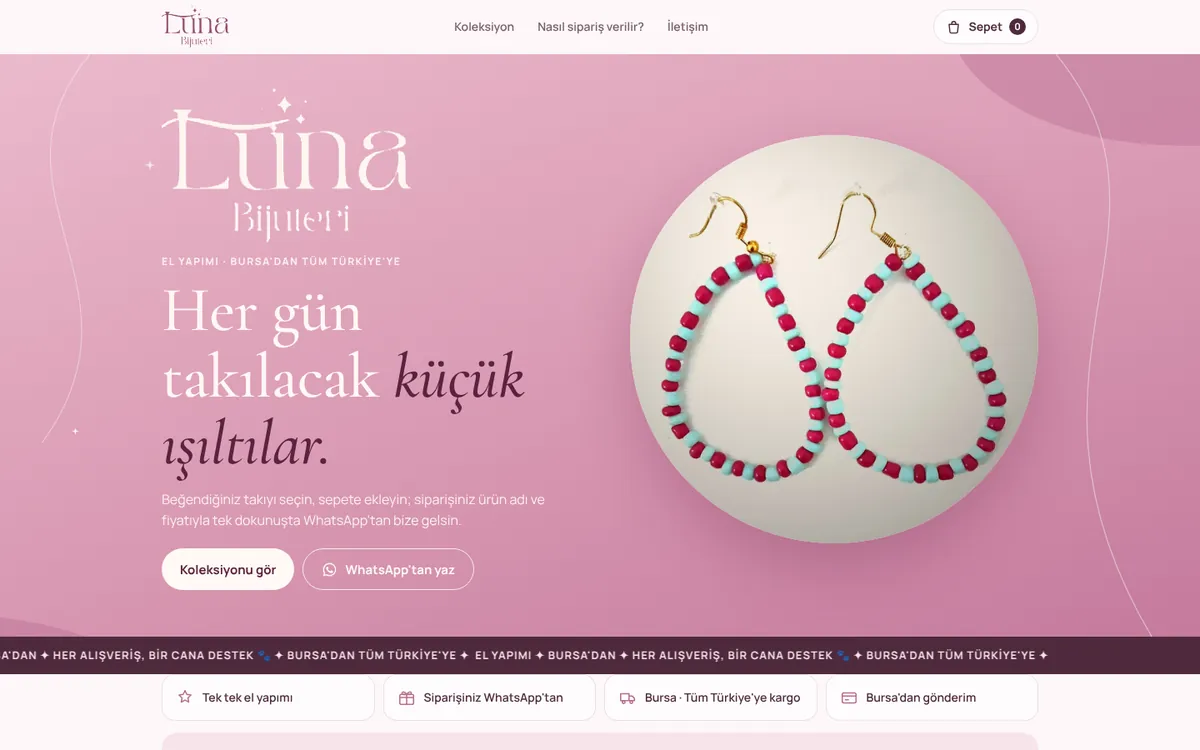 Luna
Bijuteri
Koleksiyon
Nasıl sipariş verilir?
İletişim
Sepet 0
Luna
Bijuteri
EL YAPIMI · BURSA'DAN TÜM TÜRKİYE'YE
Her gün
takılacak küçük
ışıltılar.
Beğendiğiniz takıyı seçin, sepete ekleyin; siparişiniz ürün adı ve
fiyatıyla tek dokunuşta WhatsApp'tan bize gelsin.
Koleksiyonu gör
WhatsApp'tan yaz
SA'DAN ✦ HER ALIŞVERİŞ, BİR CANA DESTEK 🐾 ✦ BURSA'DAN TÜM TÜRKİYE'YE ✦ EL YAPIMI ✦ BURSA'DAN ✦ HER ALIŞVERİŞ, BİR CANA DESTEK 🐾 ✦ BURSA'DAN TÜM TÜRKİYE'YE ✦
Tek tek el yapımı
Siparişiniz WhatsApp'tan
Bursa · Tüm Türkiye'ye kargo
Bursa'dan gönderim